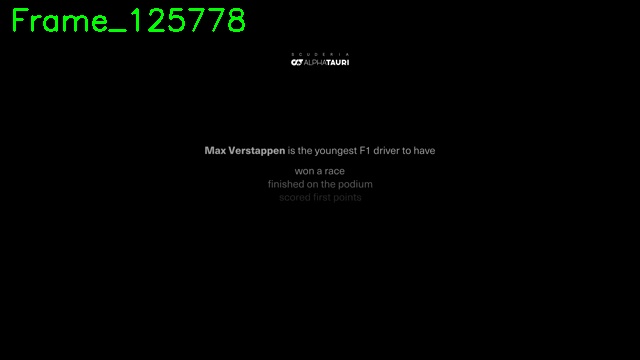 Frame_125778
SCUDERIA
ALPHATAURI
Max Verstappen is the youngest F1 driver to have
won a race
finished on the podium
scored first points